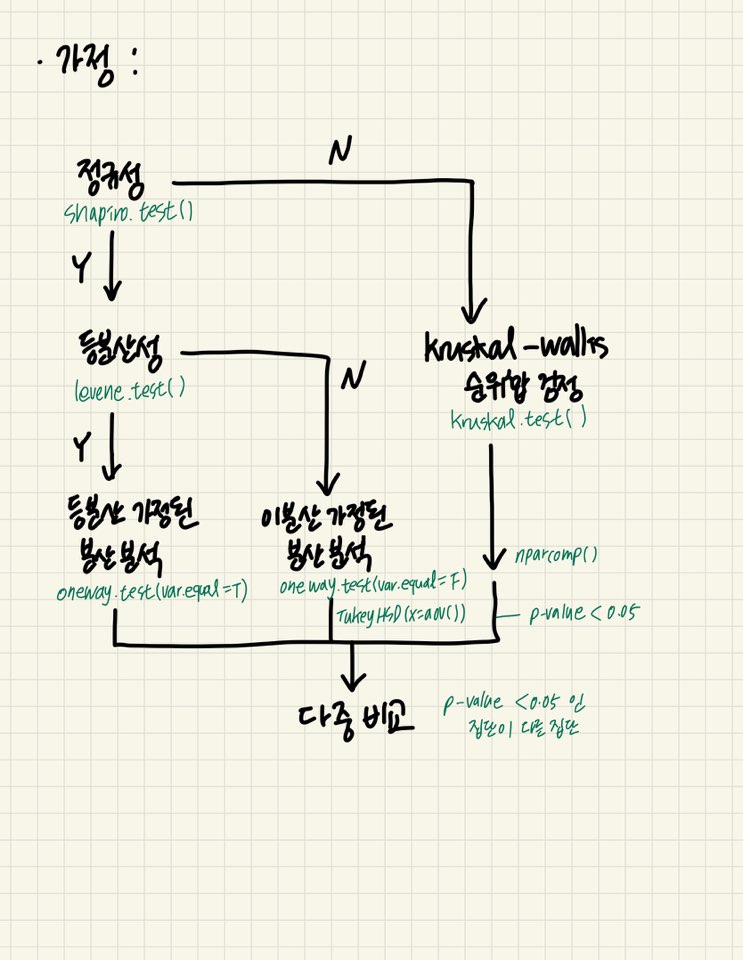 · 가정 :
N
정규성
shapiro. test()
Y
등분산성
levene.test()
N
Kruskal-wallis
순위합 검정
Kruskal.test()
Y
등분산 가정된
분산 분석
oneway.test(var.equal=T)
이분산 가정된
분산 분석
oneway.test(var.equal=F)
nparcomp()
TukeyHSD(x=aov())
p-value < 0.05
다중 비교
p-value < 0.05 인
집단이 다를 집단